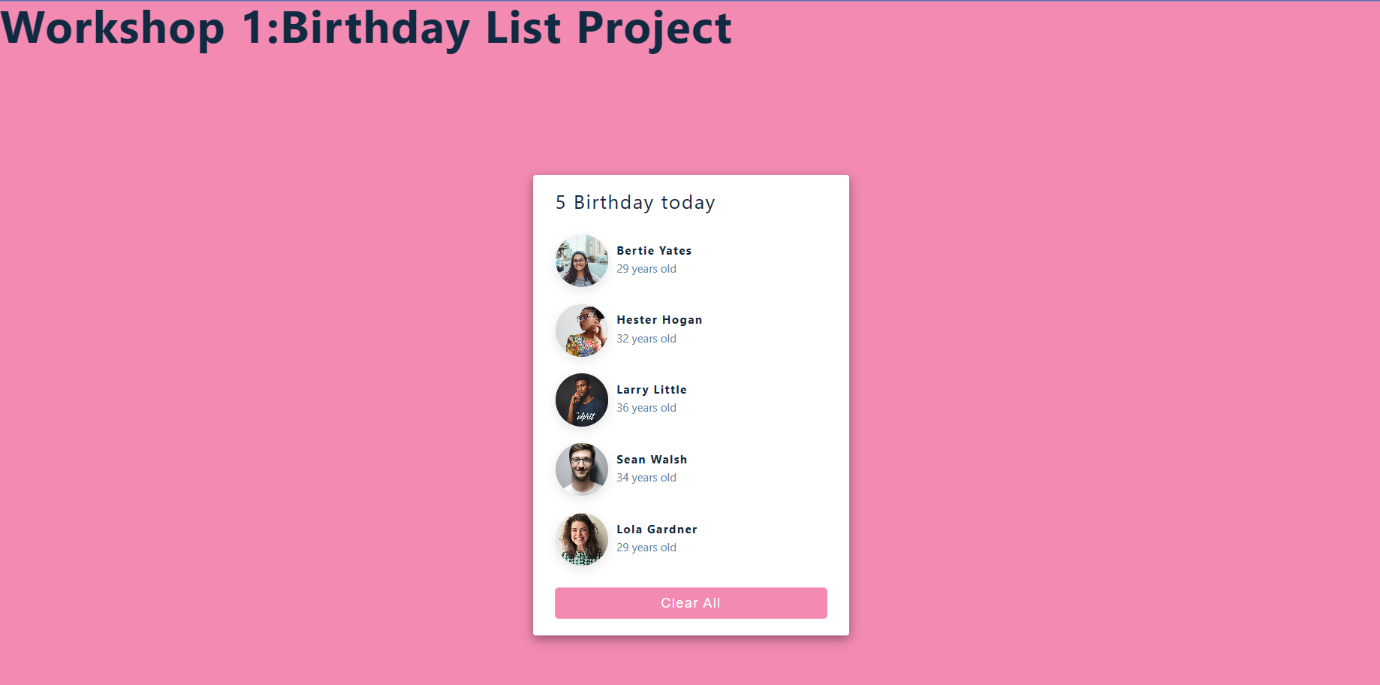 Workshop 1:Birthday List Project
5 Birthday today
Bertie Yates
29 years old
Hester Hogan
32 years old
Larry Little
36 years old
Sean Walsh
34 years old
Lola Gardner
29 years old
Clear All